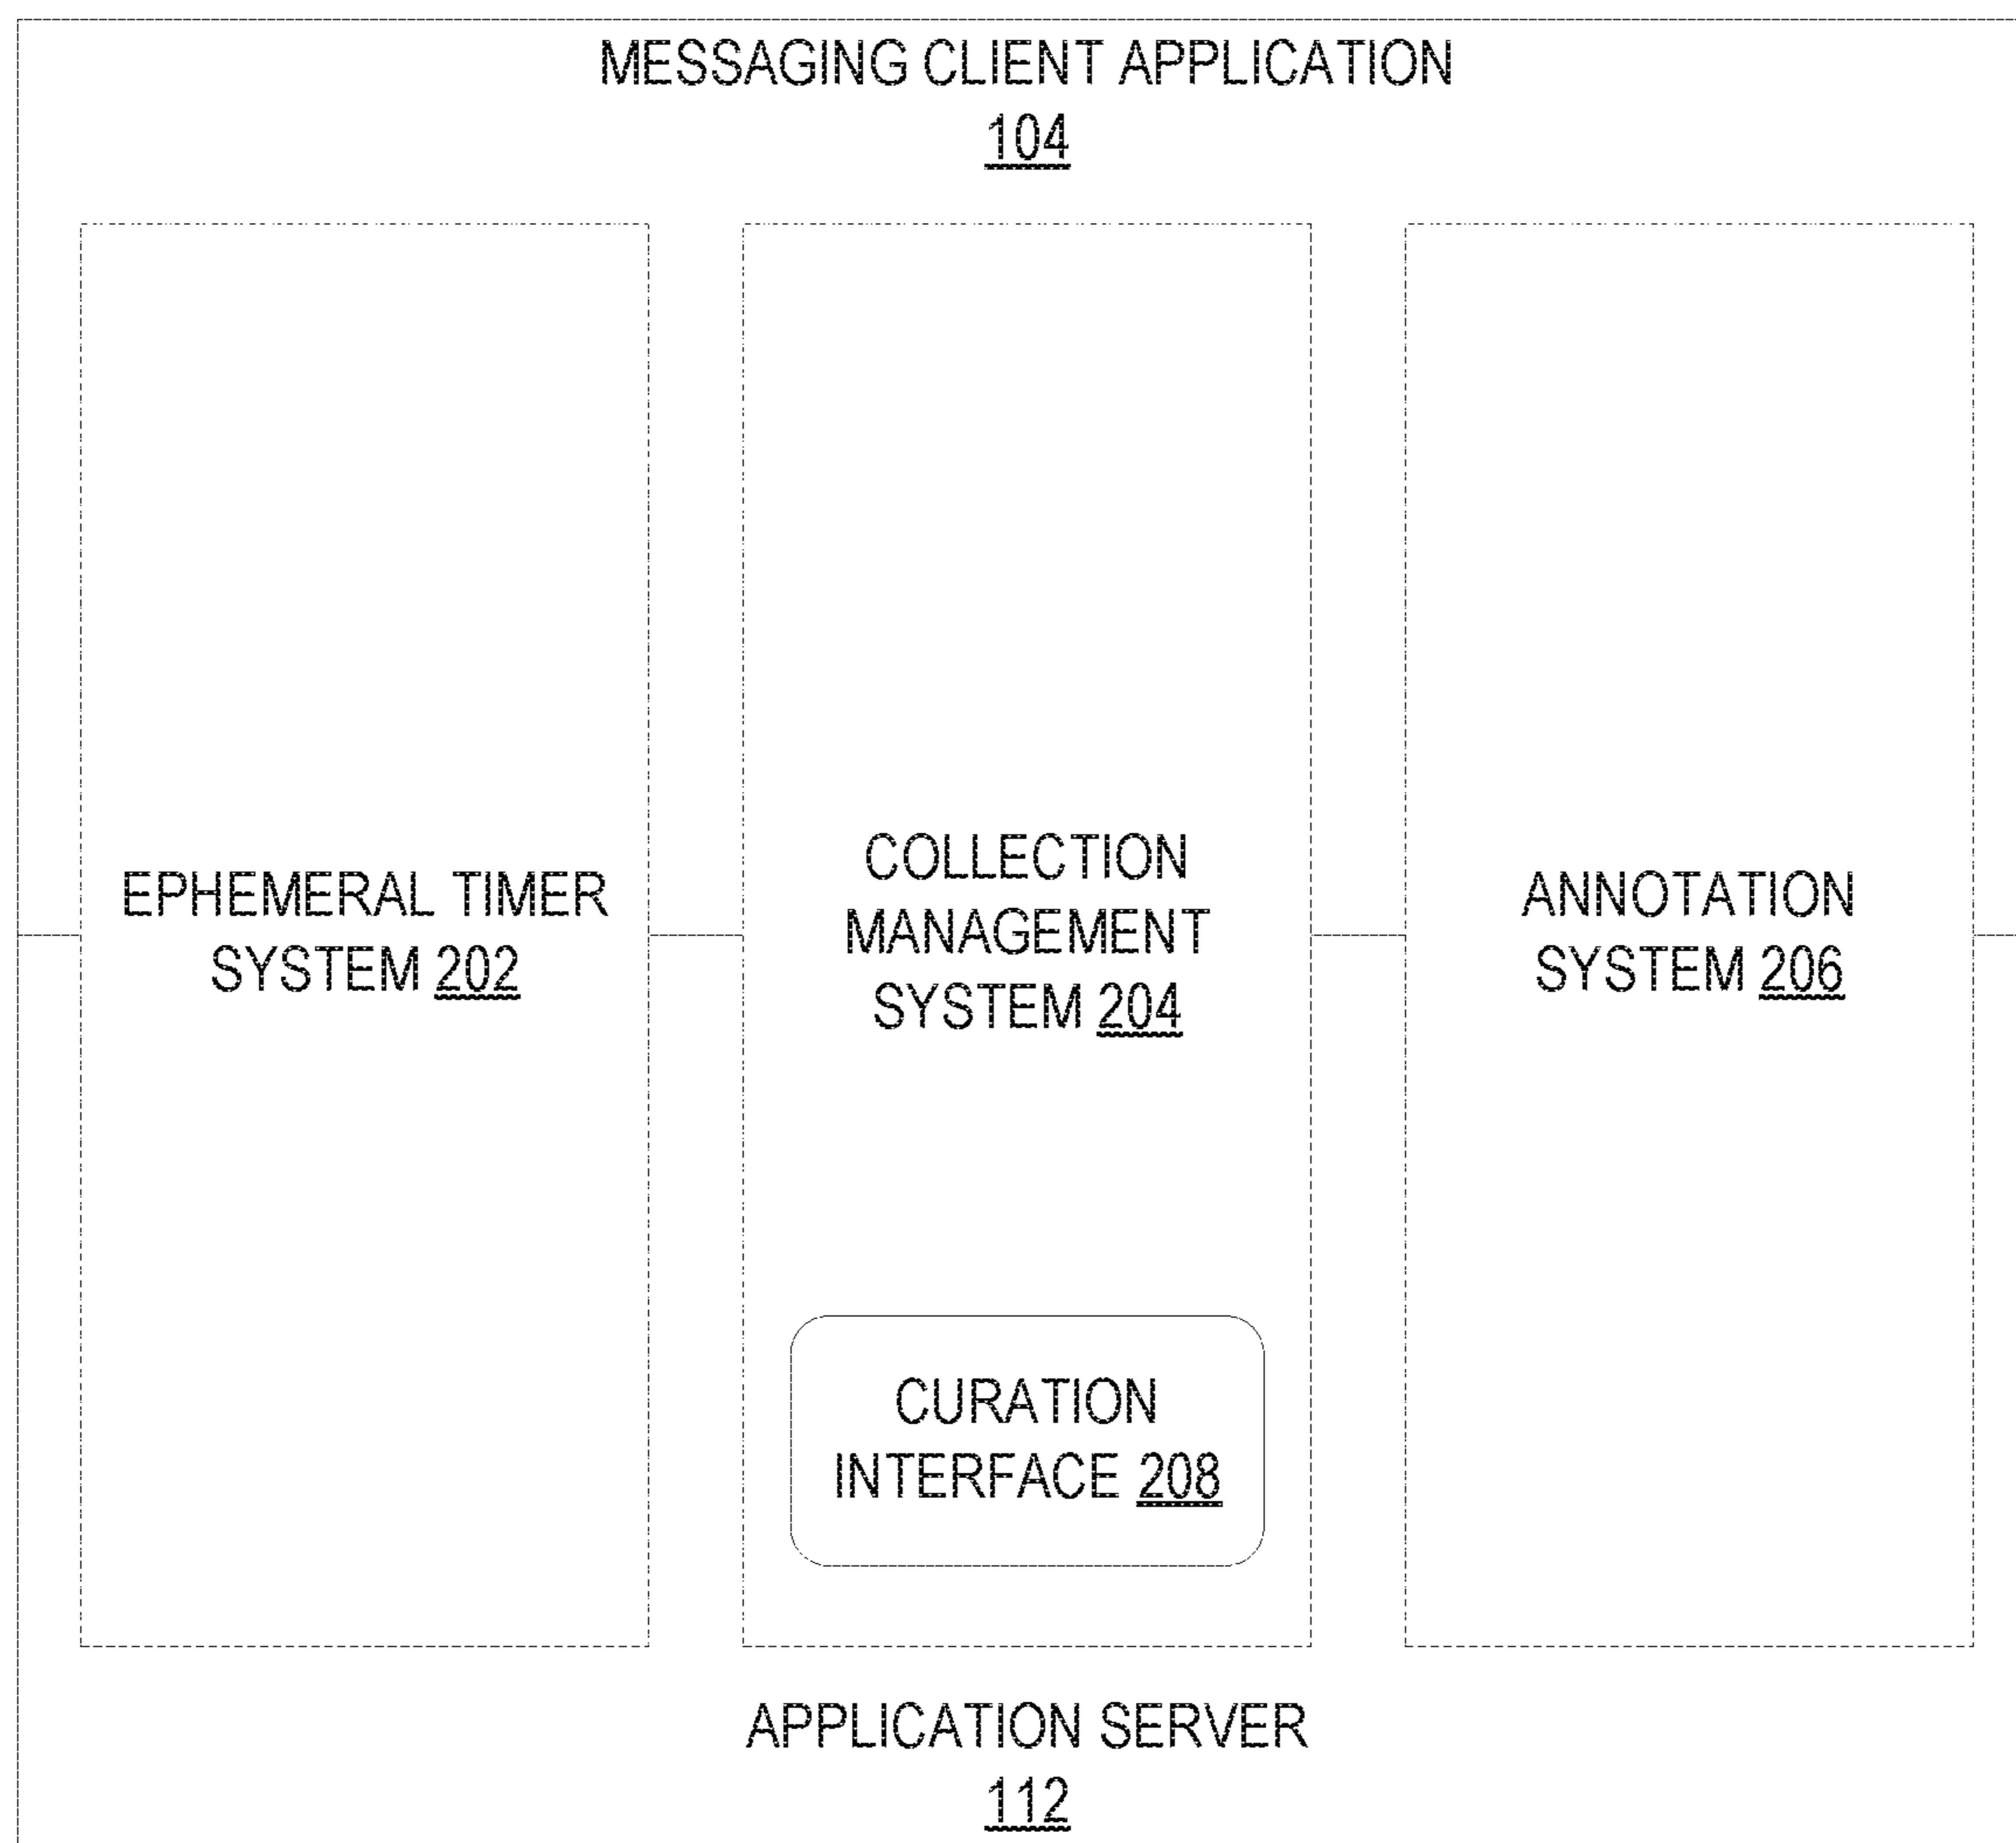 MESSAGING CLIENT APPLICATION
104
EPHEMERAL TIMER
SYSTEM 202
COLLECTION
MANAGEMENT
SYSTEM 204
ANNOTATION
SYSTEM 206
CURATION
INTERFACE 208
APPLICATION SERVER
112